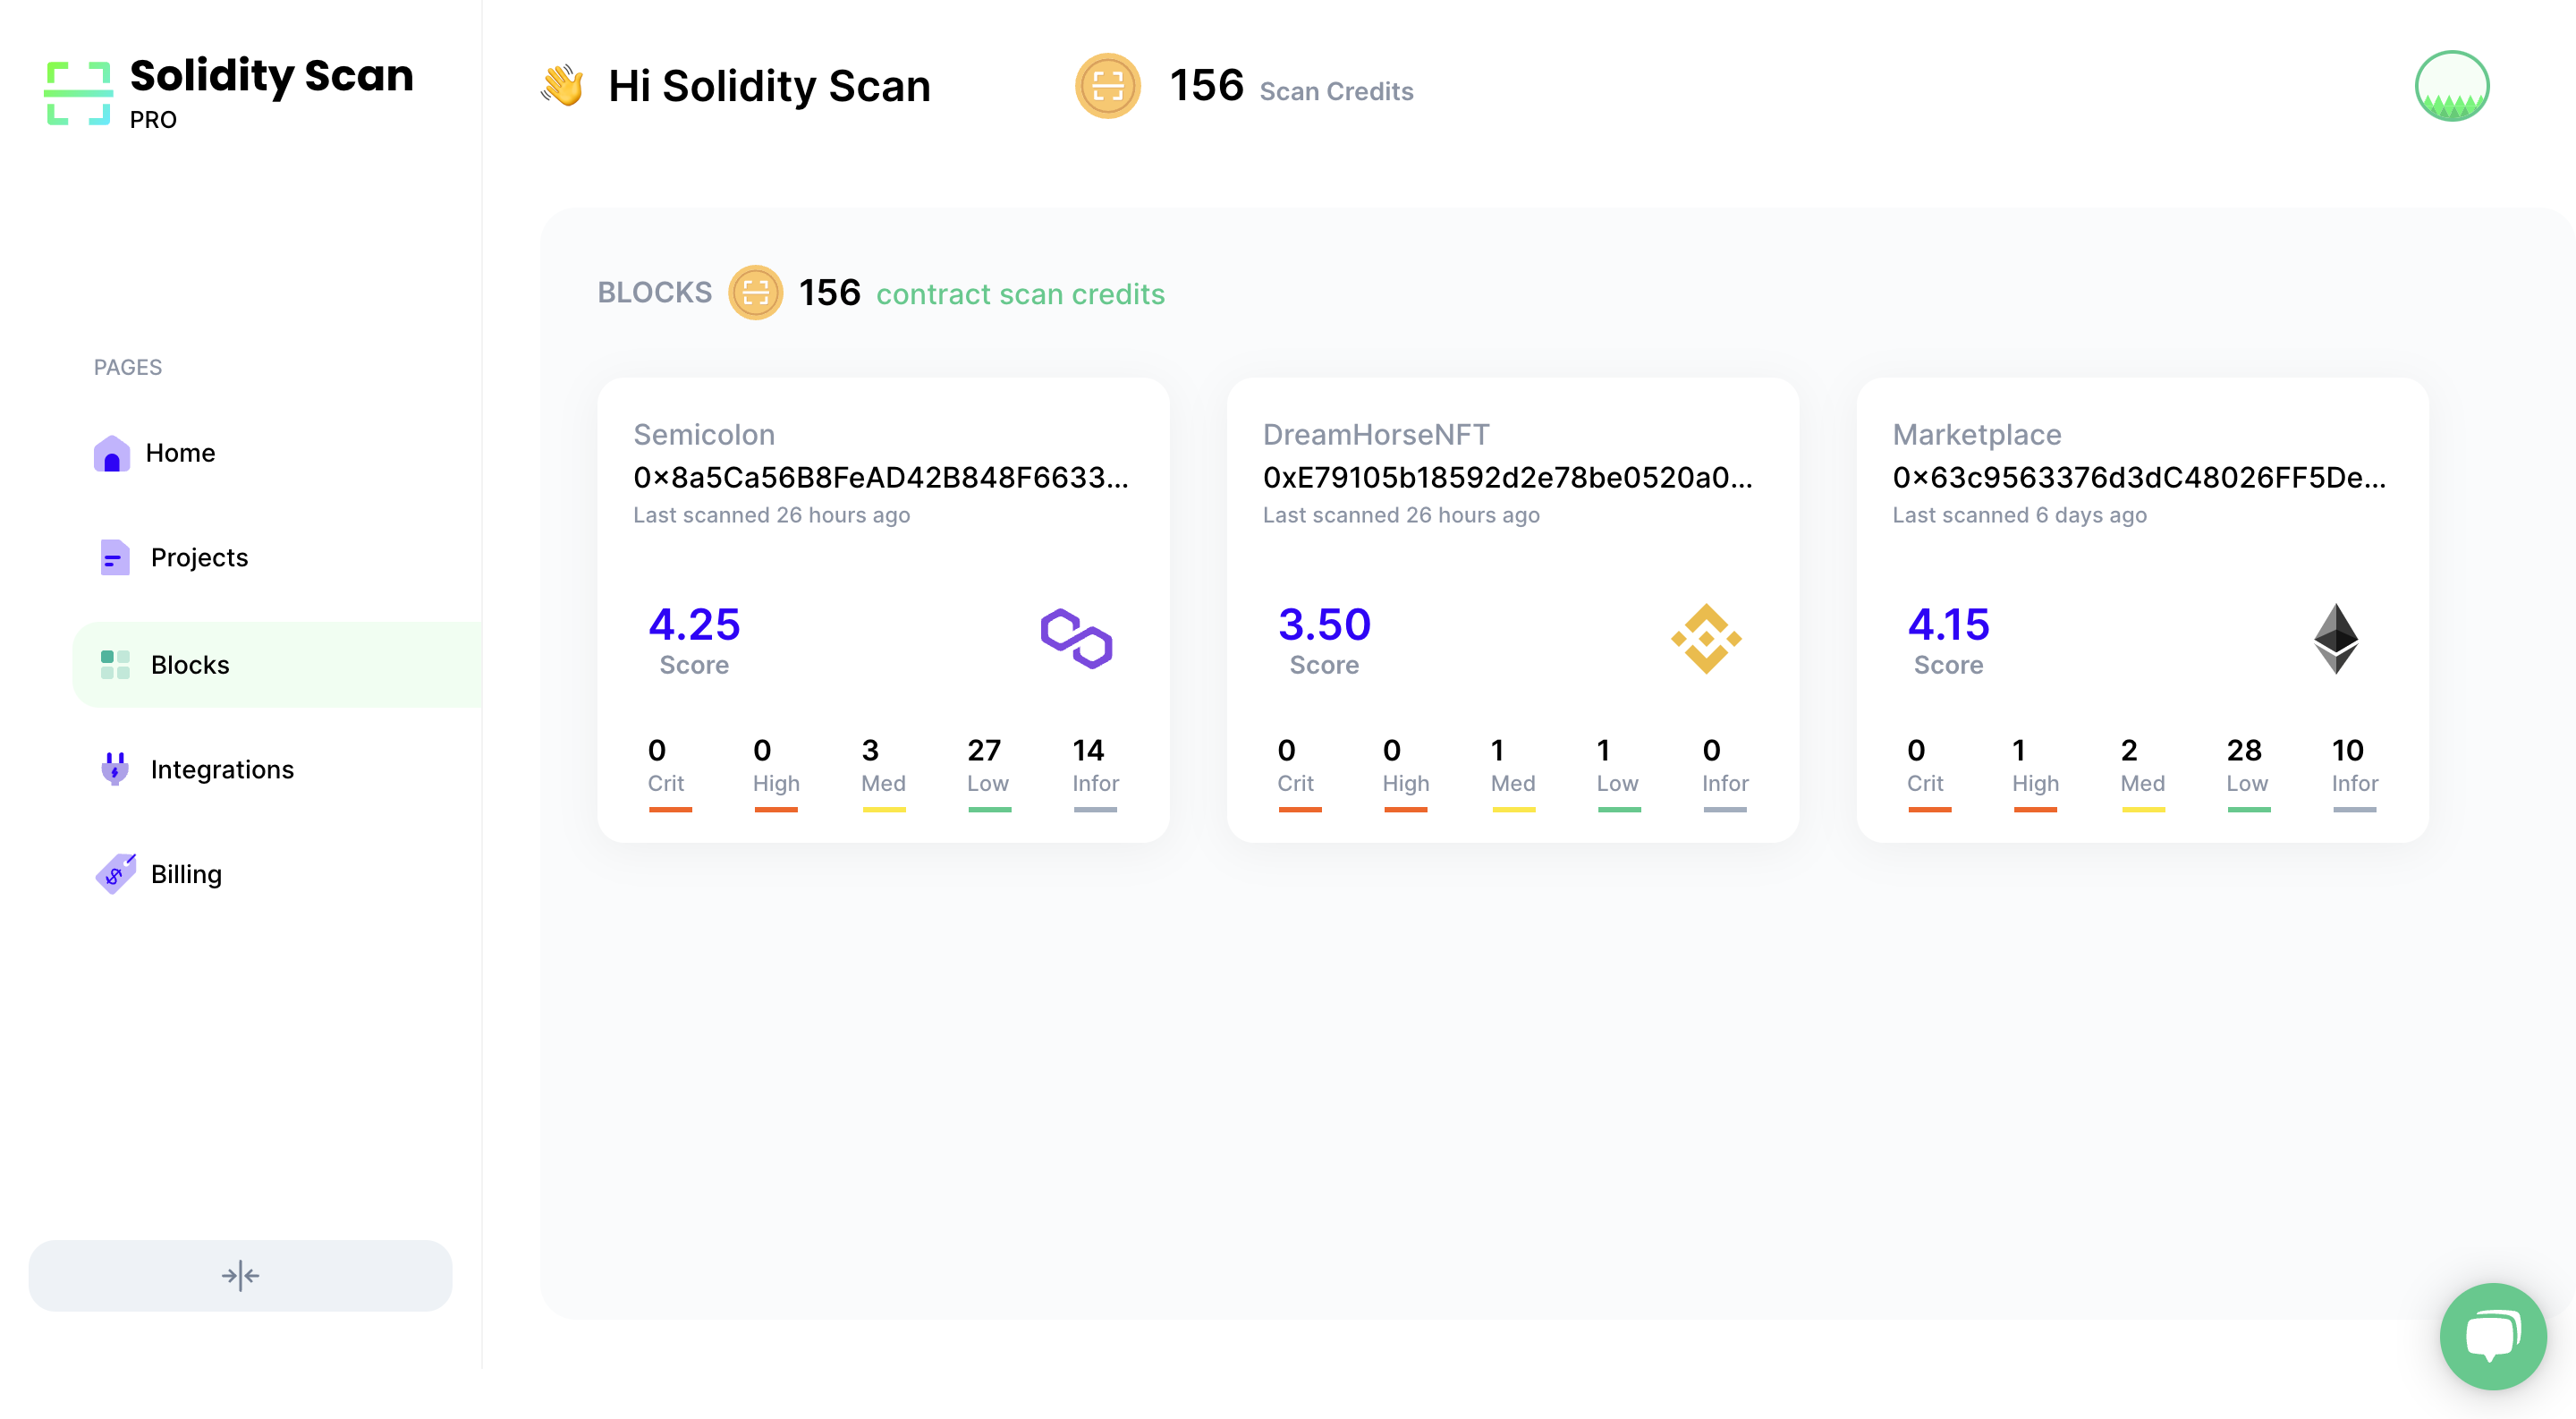 Solidity Scan
PRO
Hi Solidity Scan
156 Scan Credits
PAGES
Home
Projects
Blocks
Integrations
Billing
BLOCKS 156 contract scan credits
Semicolon
0x8a5Ca56B8FeAD42B848F6633...
Last scanned 26 hours ago
4.25
Score
0 0 3 27 14
Crit High Med Low Infor
DreamHorseNFT
0xE79105b18592d2e78be0520a0...
Last scanned 26 hours ago
3.50
Score
0 0 1 1 0
Crit High Med Low Infor
Marketplace
0x63c9563376d3dC48026FF5De...
Last scanned 6 days ago
4.15
Score
0 1 2 28 10
Crit High Med Low Infor